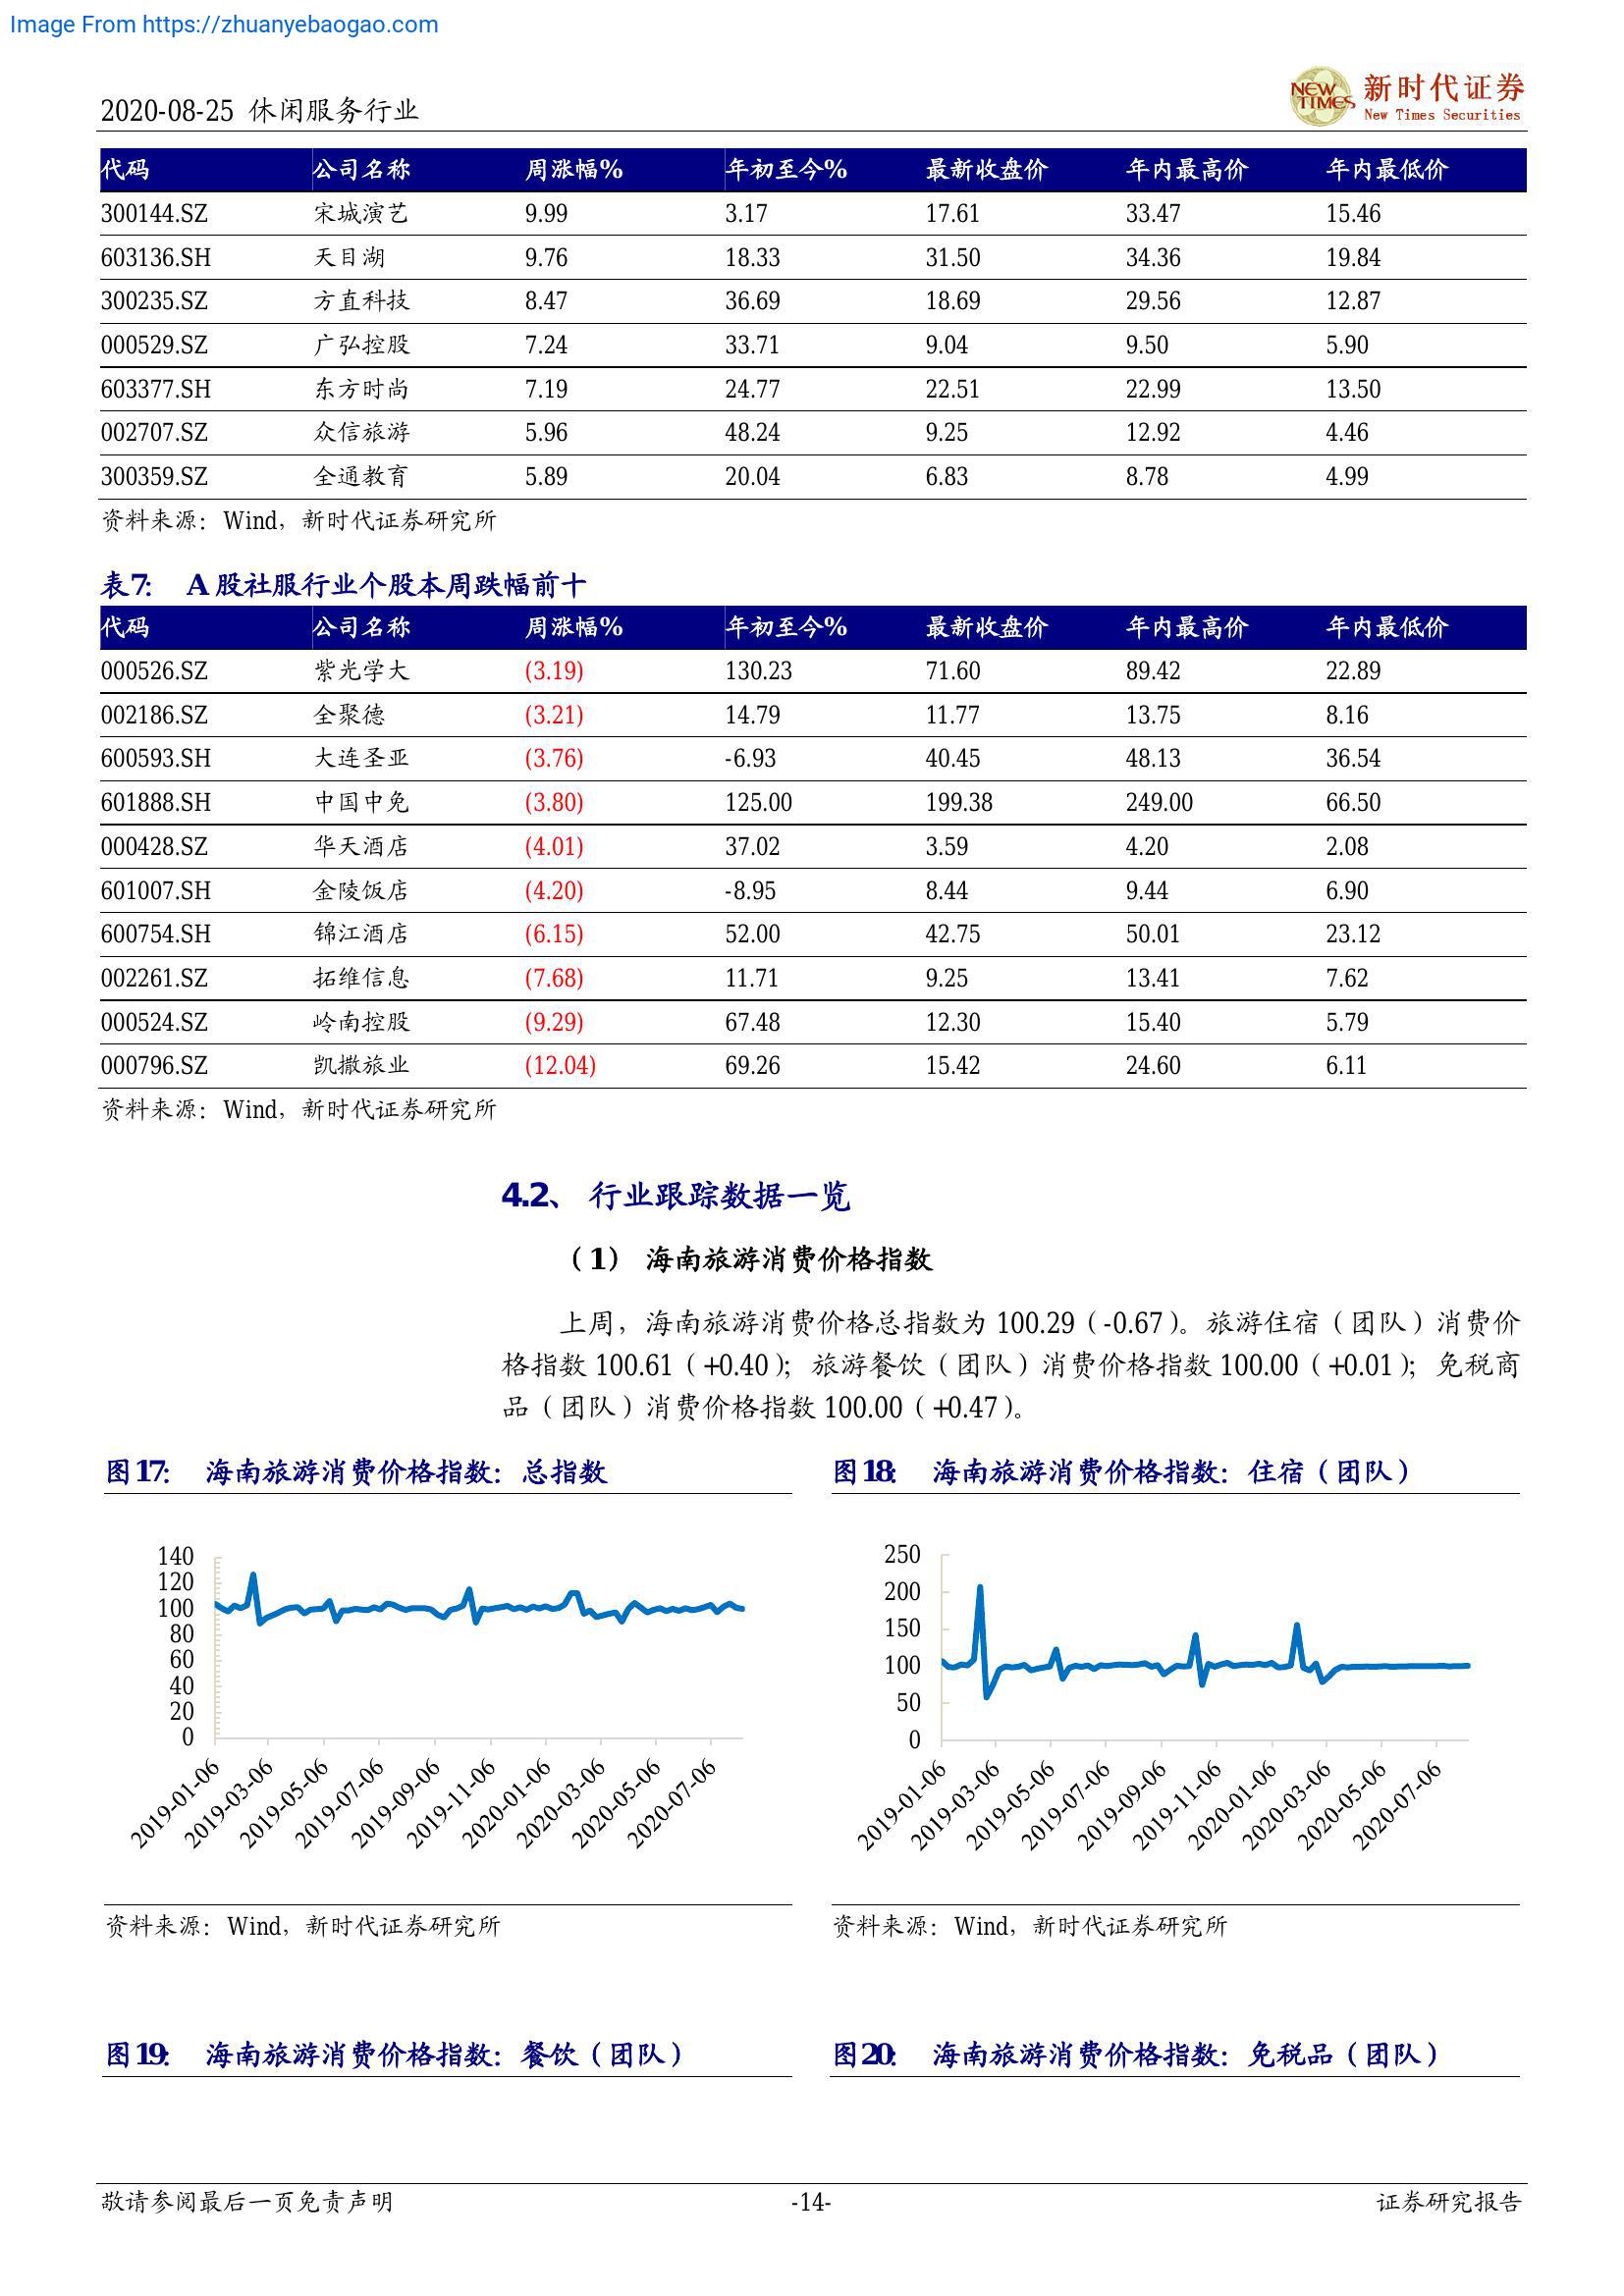 Image From https://zhuanyebaogao.com
2020-08-25 休闲服务行业
NEW TIMES 新时代证券
New Times Securities
代码 公司名称 周涨幅% 年初至今% 最新收盘价 年内最高价 年内最低价
300144.SZ 宋城演艺 9.99 3.17 17.61 33.47 15.46
603136.SH 天目湖 9.76 18.33 31.50 34.36 19.84
300235.SZ 方直科技 8.47 36.69 18.69 29.56 12.87
000529.SZ 广弘控股 7.24 33.71 9.04 9.50 5.90
603377.SH 东方时尚 7.19 24.77 22.51 22.99 13.50
002707.SZ 众信旅游 5.96 48.24 9.25 12.92 4.46
300359.SZ 全通教育 5.89 20.04 6.83 8.78 4.99
资料来源：Wind，新时代证券研究所
表7： A 股社服行业个股本周跌幅前十
代码 公司名称 周涨幅% 年初至今% 最新收盘价 年内最高价 年内最低价
000526.SZ 紫光学大 (3.19) 130.23 71.60 89.42 22.89
002186.SZ 全聚德 (3.21) 14.79 11.77 13.75 8.16
600593.SH 大连圣亚 (3.76) -6.93 40.45 48.13 36.54
601888.SH 中国中免 (3.80) 125.00 199.38 249.00 66.50
000428.SZ 华天酒店 (4.01) 37.02 3.59 4.20 2.08
601007.SH 金陵饭店 (4.20) -8.95 8.44 9.44 6.90
600754.SH 锦江酒店 (6.15) 52.00 42.75 50.01 23.12
002261.SZ 拓维信息 (7.68) 11.71 9.25 13.41 7.62
000524.SZ 岭南控股 (9.29) 67.48 12.30 15.40 5.79
000796.SZ 凯撒旅业 (12.04) 69.26 15.42 24.60 6.11
资料来源：Wind，新时代证券研究所
4.2、 行业跟踪数据一览
（1） 海南旅游消费价格指数
上周，海南旅游消费价格总指数为 100.29（-0.67）。旅游住宿（团队）消费价
格指数 100.61（+0.40）；旅游餐饮（团队）消费价格指数 100.00（+0.01）；免税商
品（团队）消费价格指数 100.00（+0.47）。
图17： 海南旅游消费价格指数：总指数
140
120
100
80
60
40
20
0
2019-01-06 2019-03-06 2019-05-06 2019-07-06 2019-09-06 2019-11-06 2020-01-06 2020-03-06 2020-05-06 2020-07-06
资料来源：Wind，新时代证券研究所
图18： 海南旅游消费价格指数：住宿（团队）
250
200
150
100
50
0
2019-01-06 2019-03-06 2019-05-06 2019-07-06 2019-09-06 2019-11-06 2020-01-06 2020-03-06 2020-05-06 2020-07-06
资料来源：Wind，新时代证券研究所
图19： 海南旅游消费价格指数：餐饮（团队）
图20： 海南旅游消费价格指数：免税品（团队）
敬请参阅最后一页免责声明 -14- 证券研究报告